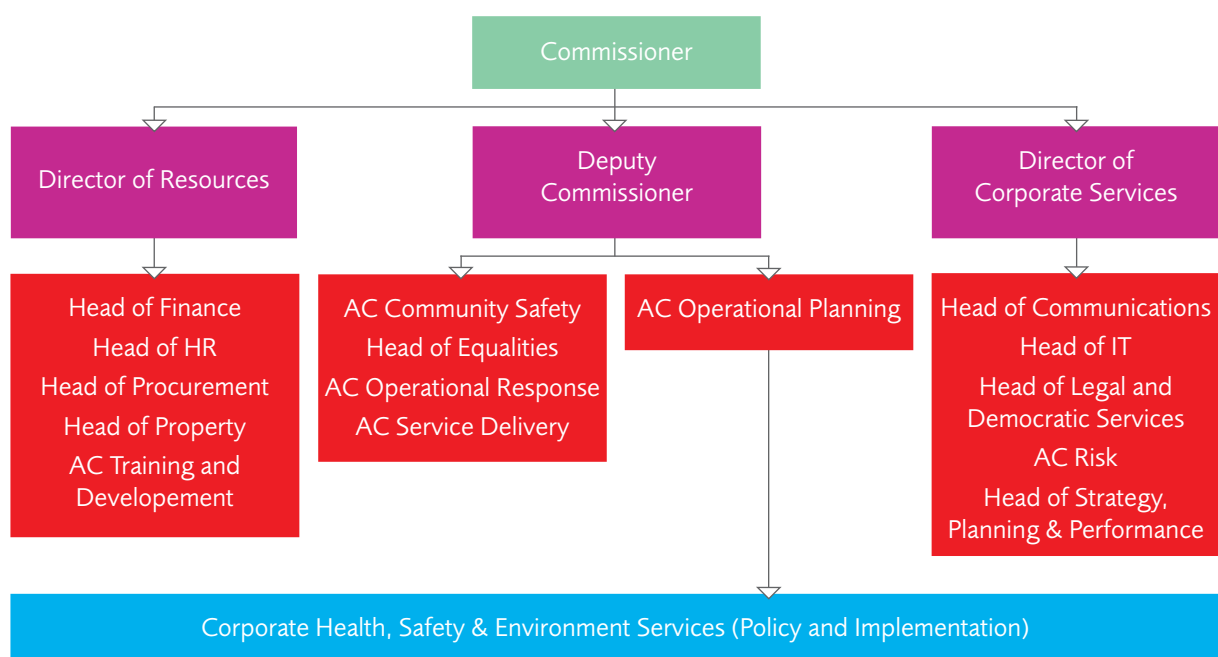 Commissioner
Director of Resources
Deputy
Commissioner
Director of
Corporate Services
Head of Finance
Head of HR
Head of Procurement
Head of Property
AC Training and
Developement
AC Community Safety
Head of Equalities
AC Operational Response
AC Service Delivery
AC Operational Planning
Head of Communications
Head of IT
Head of Legal and
Democratic Services
AC Risk
Head of Strategy,
Planning & Performance
Corporate Health, Safety & Environment Services (Policy and Implementation)